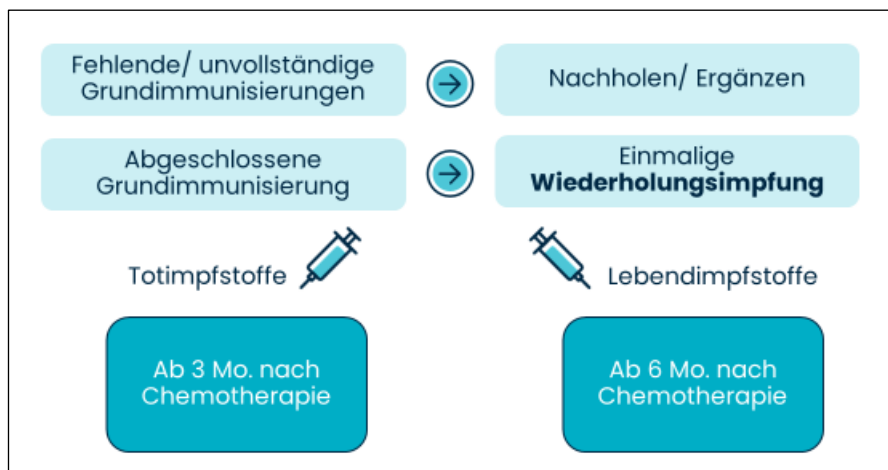 Fehlende/ unvollständige
Grundimmunisierungen
Nachholen/ Ergänzen
Abgeschlossene
Grundimmunisierung
Einmalige
Wiederholungsimpfung
Totimpfstoffe
Lebendimpfstoffe
Ab 3 Mo. nach
Chemotherapie
Ab 6 Mo. nach
Chemotherapie